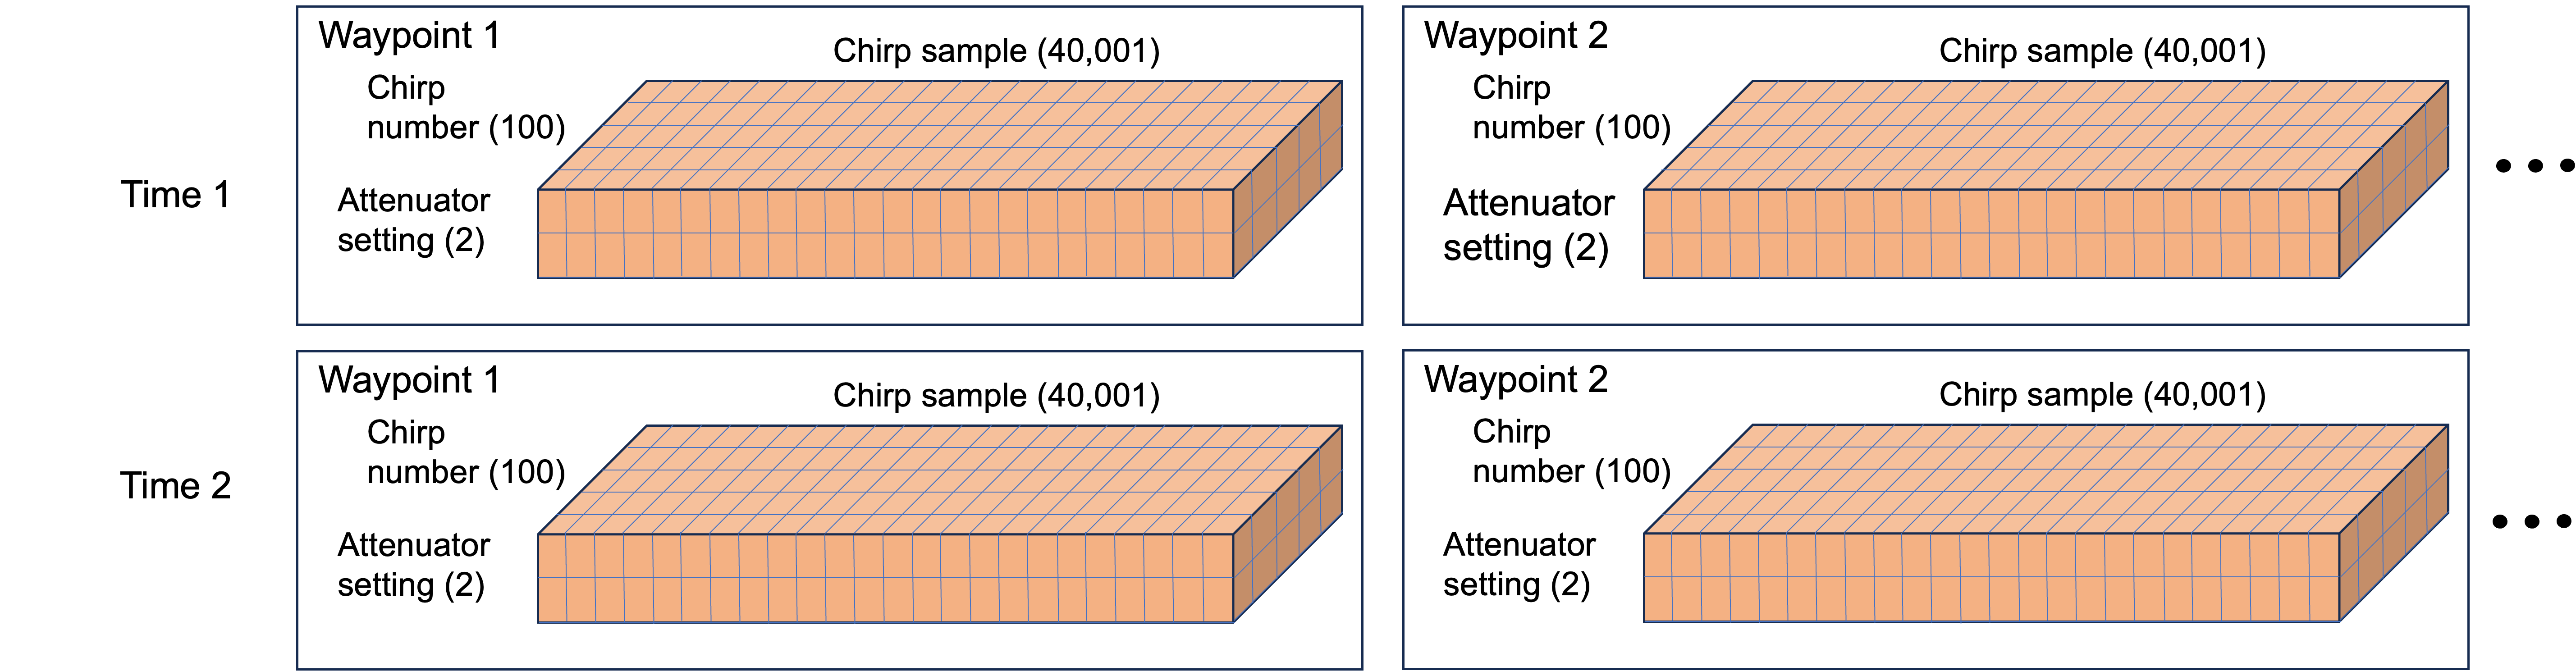 Waypoint 1
Chirp sample (40,001)
Chirp
number (100)
Attenuator
setting (2)
Waypoint 2
Chirp sample (40,001)
Chirp
number (100)
Attenuator
setting (2)
Time 1
Waypoint 1
Chirp sample (40,001)
Chirp
number (100)
Attenuator
setting (2)
Waypoint 2
Chirp sample (40,001)
Chirp
number (100)
Attenuator
setting (2)
Time 2